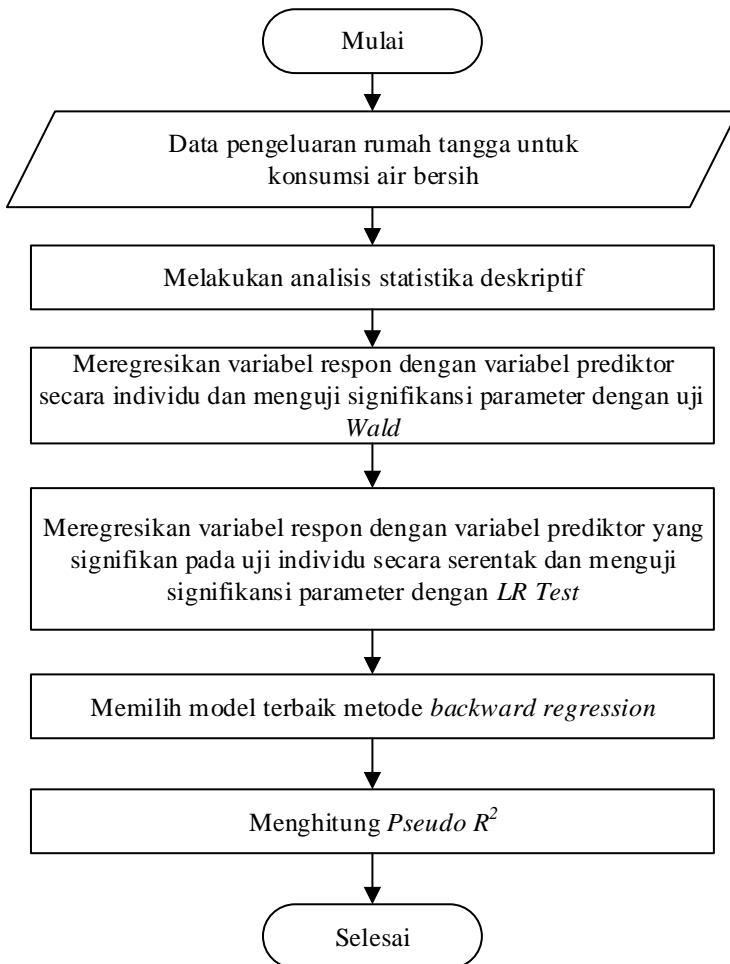 Mulai
Data pengeluaran rumah tangga untuk
konsumsi air bersih
Melakukan analisis statistika deskriptif
Meregresikan variabel respon dengan variabel prediktor
secara individu dan menguji signifikansi parameter dengan uji
Wald
Meregresikan variabel respon dengan variabel prediktor yang
signifikan pada uji individu secara serentak dan menguji
signifikansi parameter dengan LR Test
Memilih model terbaik metode backward regression
Menghitung Pseudo R²
Selesai